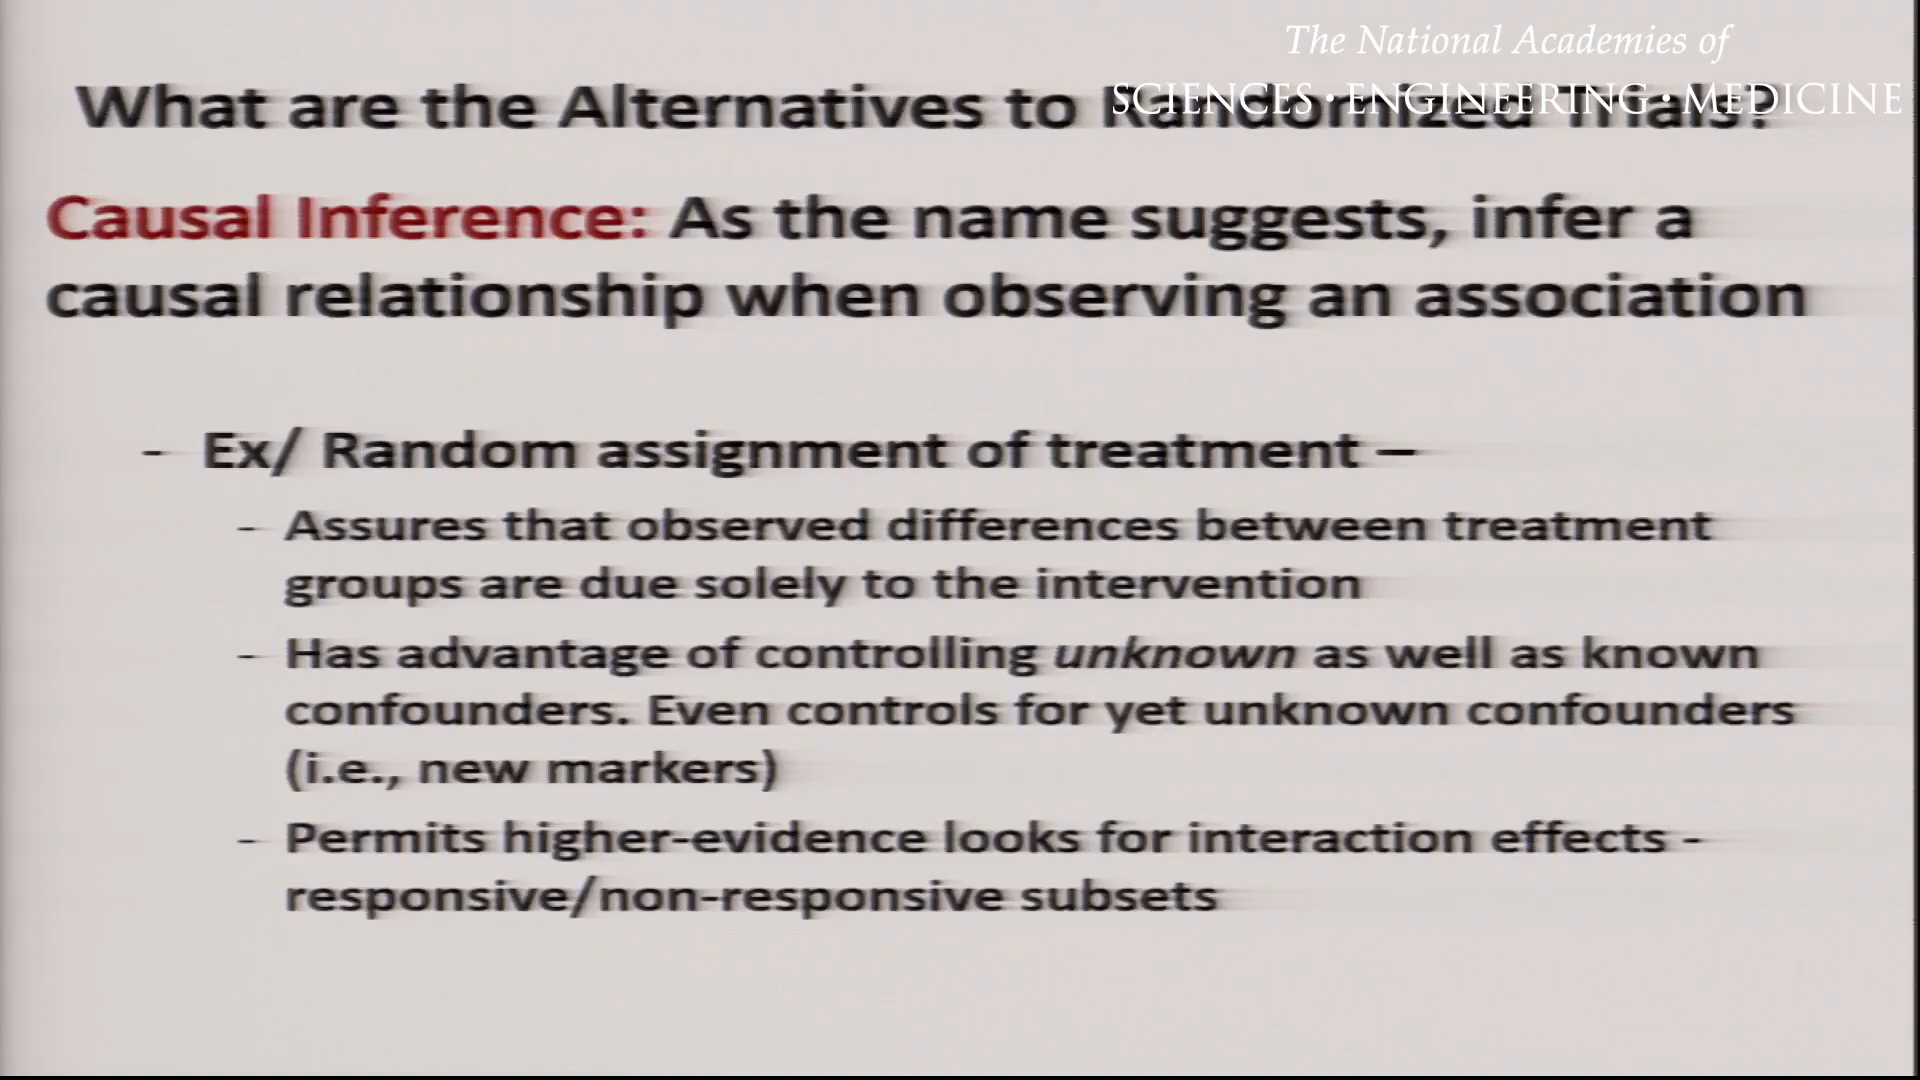 The National Academies of
SCIENCES · ENGINEERING · MEDICINE
What are the Alternatives to Randomized Trials?
Causal Inference: As the name suggests, infer a
causal relationship when observing an association
- Ex/ Random assignment of treatment –
- Assures that observed differences between treatment
groups are due solely to the intervention
- Has advantage of controlling unknown as well as known
confounders. Even controls for yet unknown confounders
(i.e., new markers)
- Permits higher-evidence looks for interaction effects -
responsive/non-responsive subsets